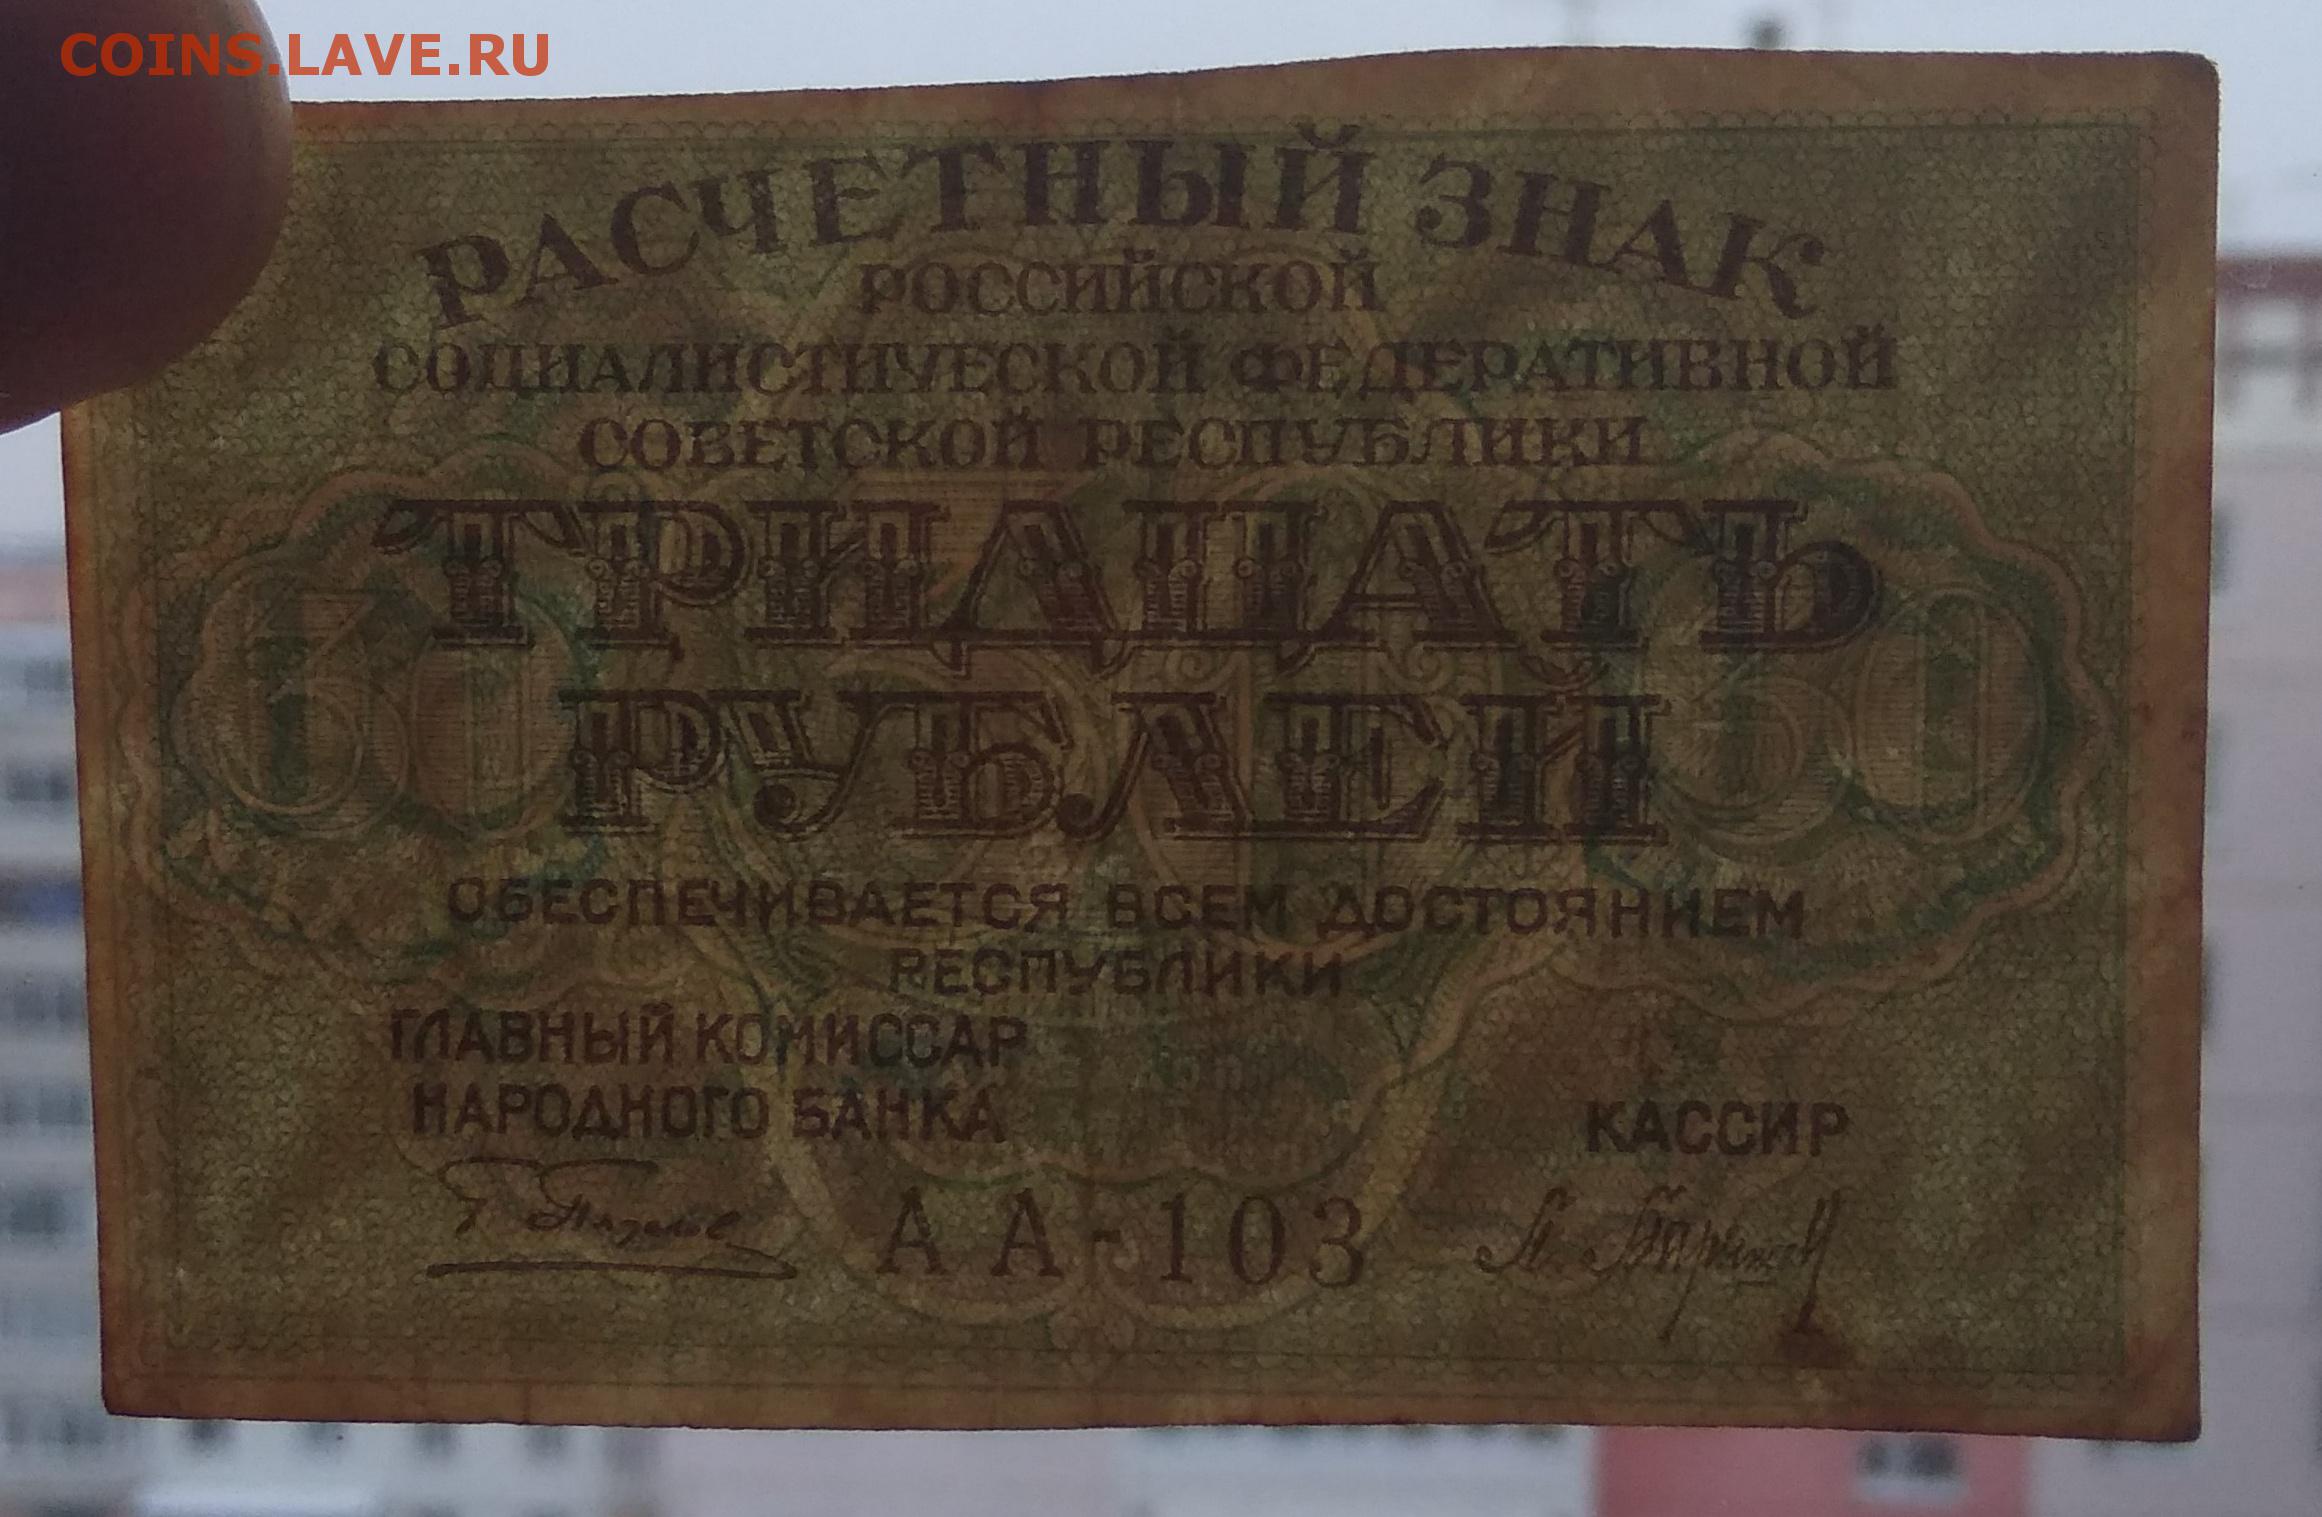 COINS.LAVE.RU
РАСЧЕТНЫЙ ЗНАК
РОССИЙСКОЙ
СОЦИАЛИСТИЧЕСКОЙ ФЕДЕРАТИВНОЙ
СОВЕТСКОЙ РЕСПУБЛИКИ
ТРИДЦАТЬ
РУБЛЕЙ
ОБЕСПЕЧИВАЕТСЯ ВСЕМ ДОСТОЯНИЕМ
РЕСПУБЛИКИ
ГЛАВНЫЙ КОМИССАР
НАРОДНОГО БАНКА
КАССИР
АА-103